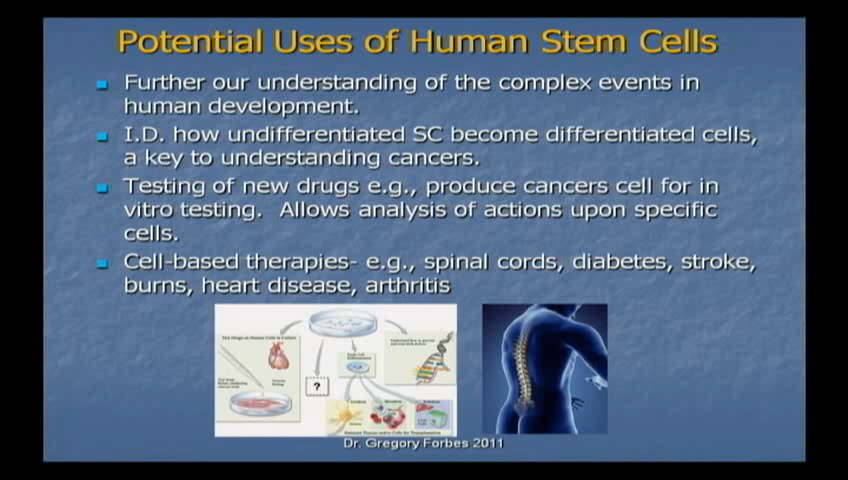 Potential Uses of Human Stem Cells
Further our understanding of the complex events in
human development.
I.D. how undifferentiated SC become differentiated cells,
a key to understanding cancers.
Testing of new drugs e.g., produce cancers cell for in
vitro testing. Allows analysis of actions upon specific
cells.
Cell-based therapies- e.g., spinal cords, diabetes, stroke,
burns, heart disease, arthritis
?
Dr. Gregory Forbes 2011